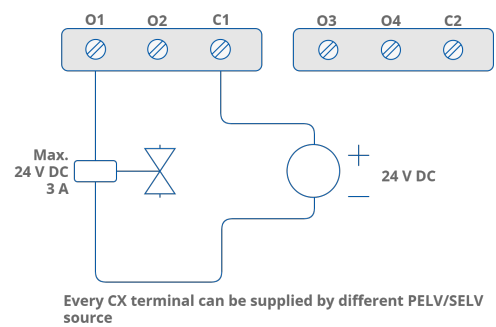 O1 O2 C1 O3 O4 C2
Max.
24 V DC
3 A
24 V DC
Every CX terminal can be supplied by different PELV/SELV
source